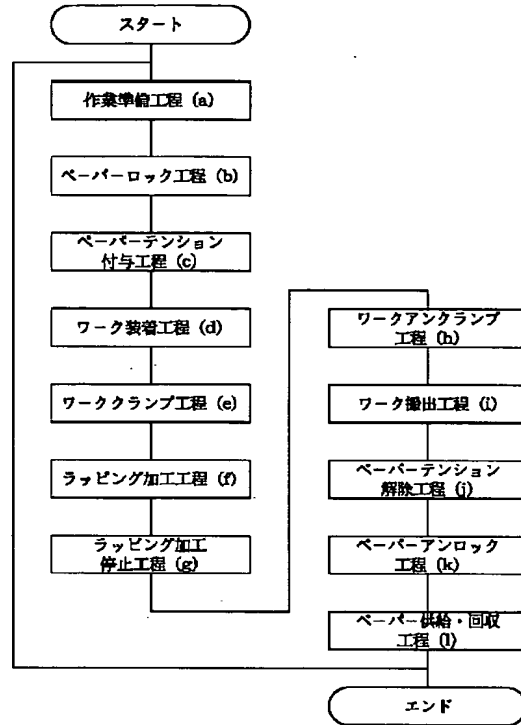 スタート
作業準備工程 (a)
ペーパーロック工程 (b)
ペーパーテンション
付与工程 (c)
ワーク装着工程 (d)
ワーククランプ工程 (e)
ラッピング加工工程 (f)
ラッピング加工
停止工程 (g)
ワークアンクランプ
工程 (h)
ワーク搬出工程 (i)
ペーパーテンション
解除工程 (j)
ペーパーアンロック
工程 (k)
ペーパー供給・回収
工程 (l)
エンド